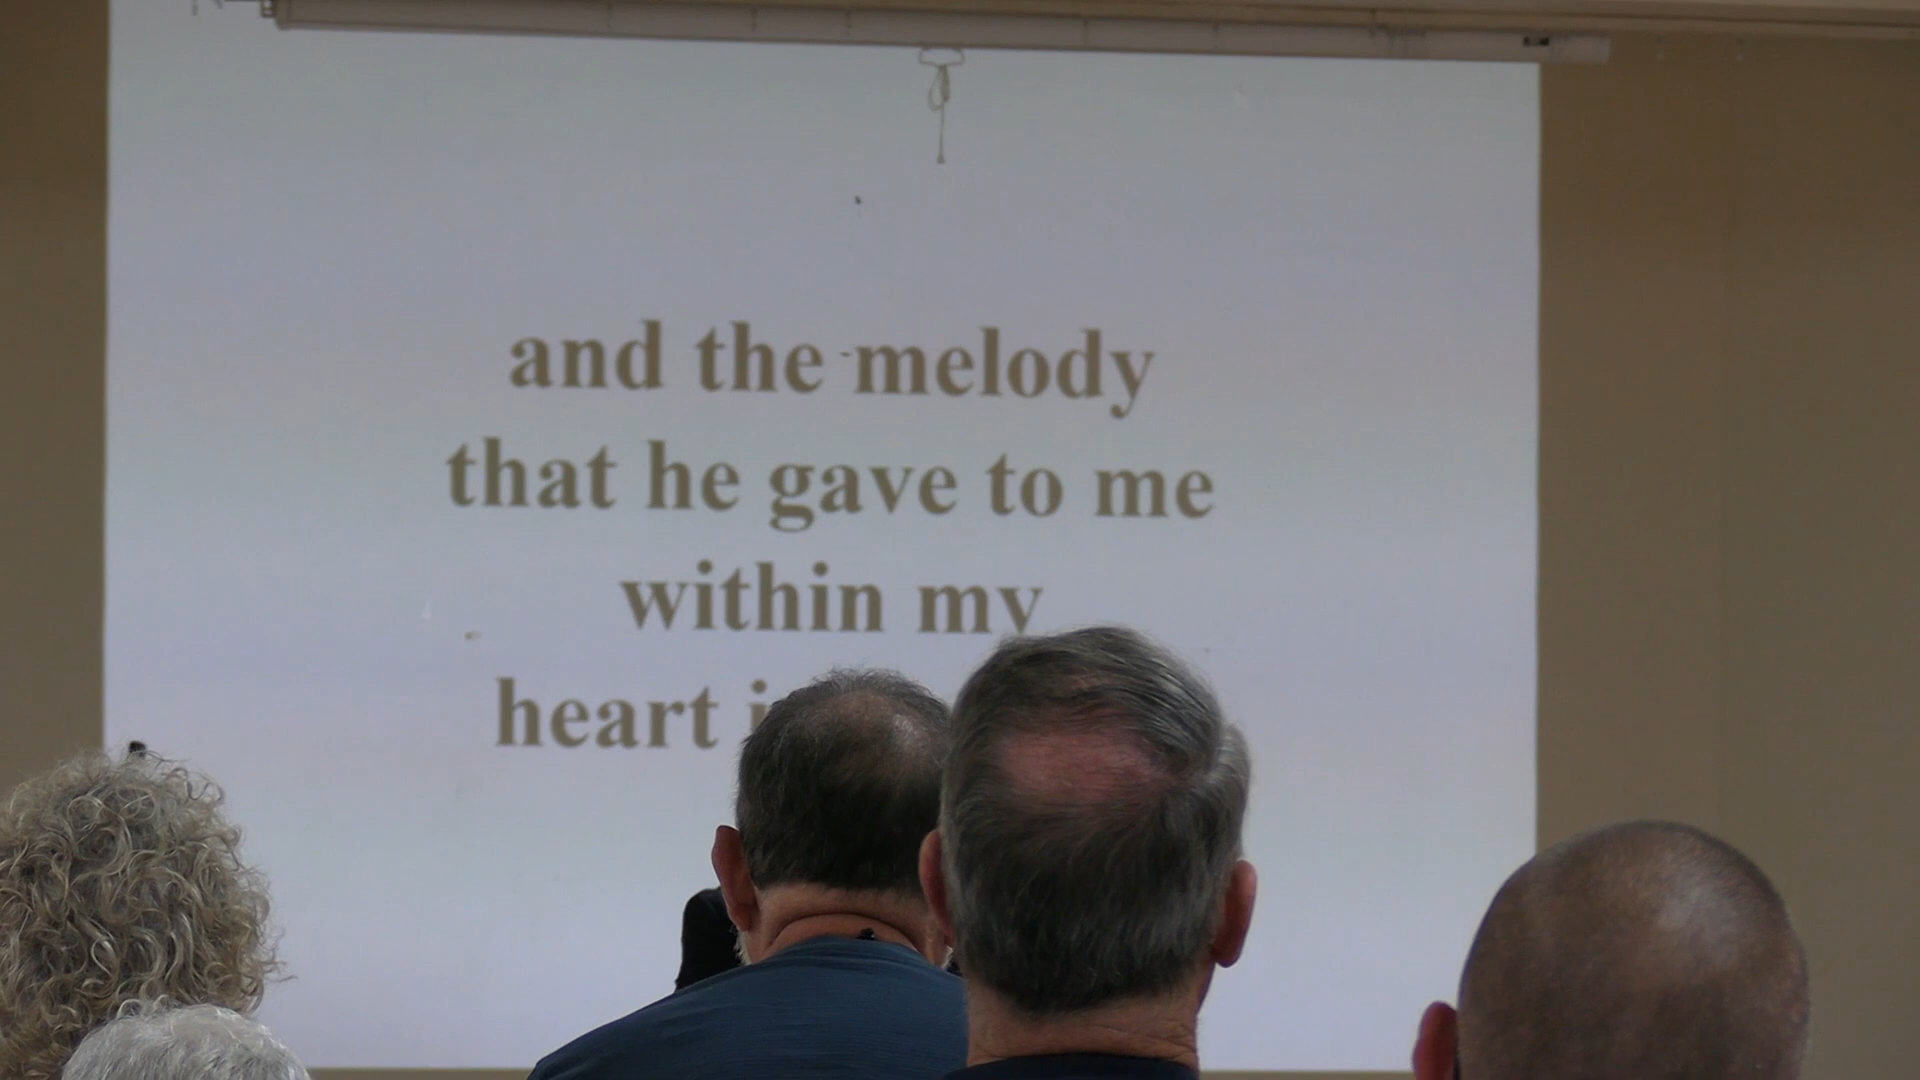 and the melody
that he gave to me
within my
heart